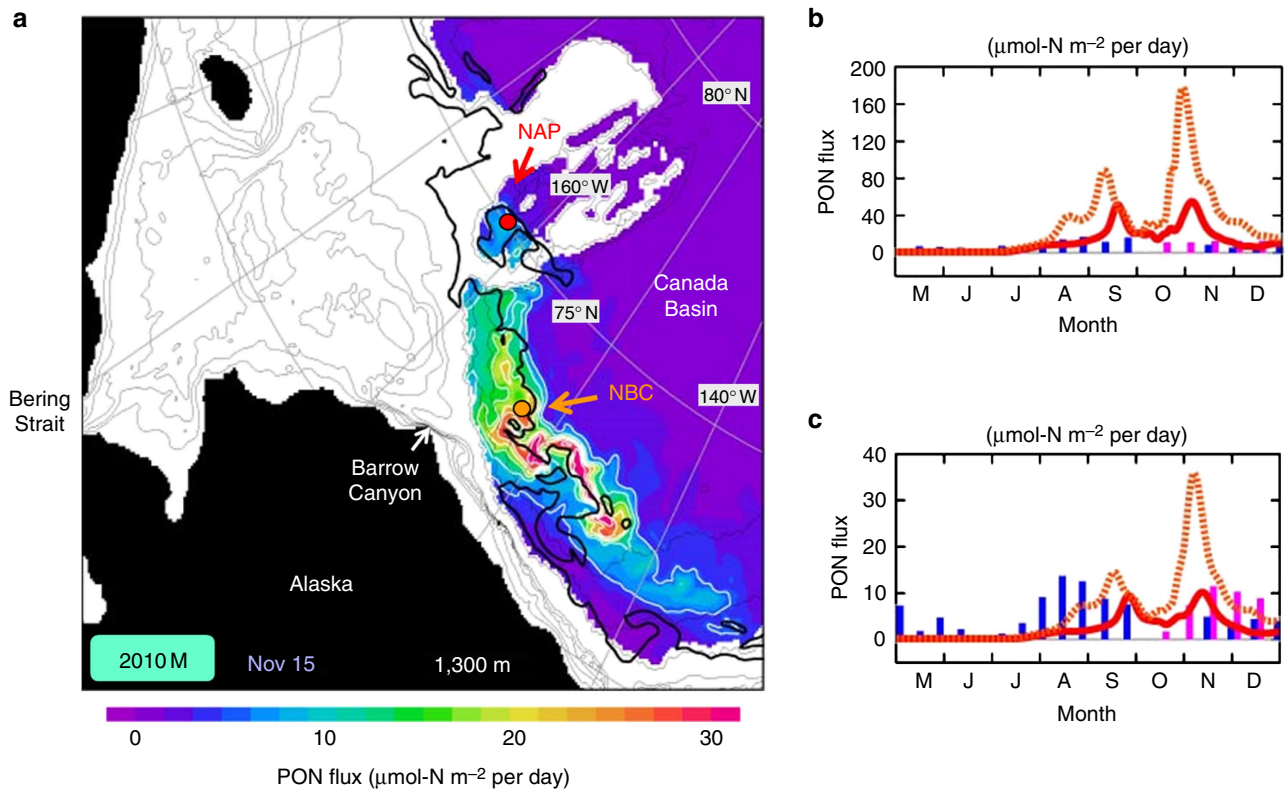 a
NAP
80° N
160° W
75° N
Canada
Basin
NBC
140° W
Bering
Strait
Barrow
Canyon
Alaska
2010 M
Nov 15
1,300 m
0 10 20 30
PON flux (μmol-N m⁻² per day)
b
(μmol-N m⁻² per day)
200
160
120
80
40
0
PON flux
M J J A S O N D
Month
c
(μmol-N m⁻² per day)
40
30
20
10
0
PON flux
M J J A S O N D
Month